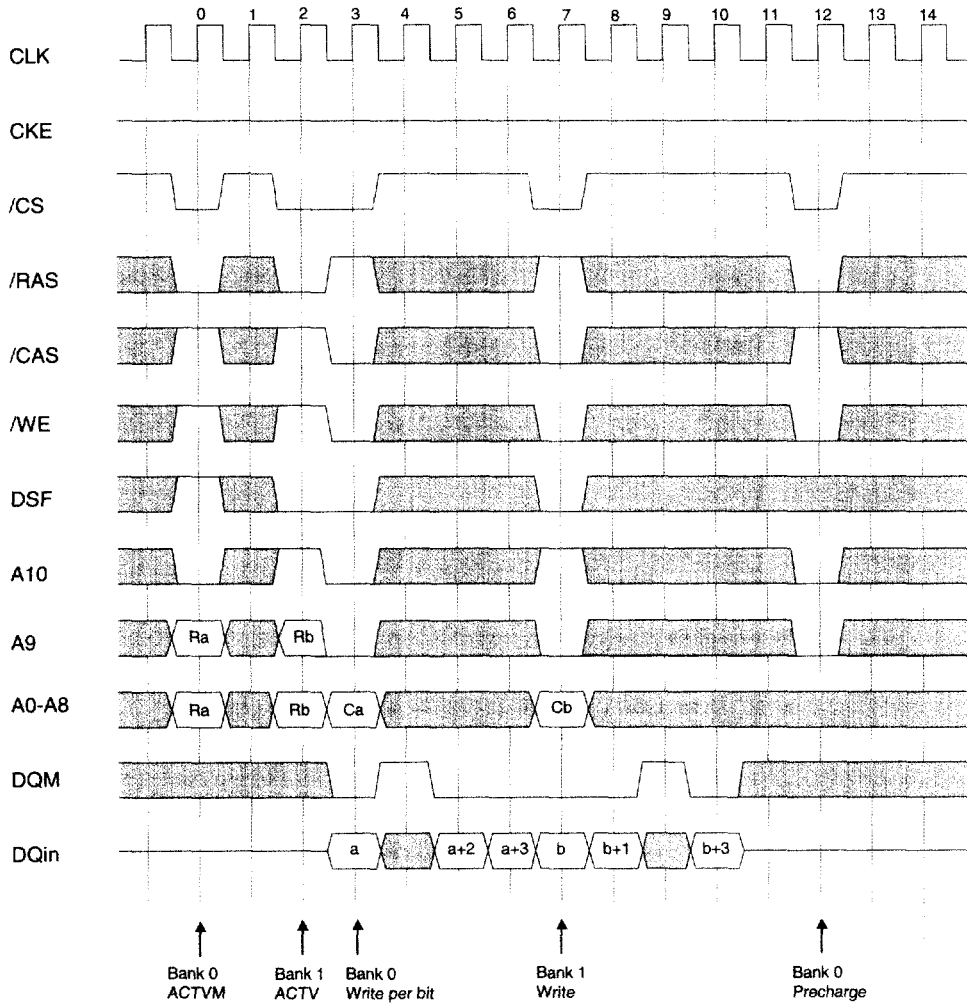 0 1 2 3 4 5 6 7 8 9 10 11 12 13 14
CLK
CKE
/CS
/RAS
/CAS
/WE
DSF
A10
A9 Ra Rb
A0-A8 Ra Rb Ca Cb
DQM
DQin a a+2 a+3 b b+1 b+3
Bank 0 Bank 1 Bank 0 Bank 1 Bank 0
ACTVM ACTV Write per bit Write Precharge